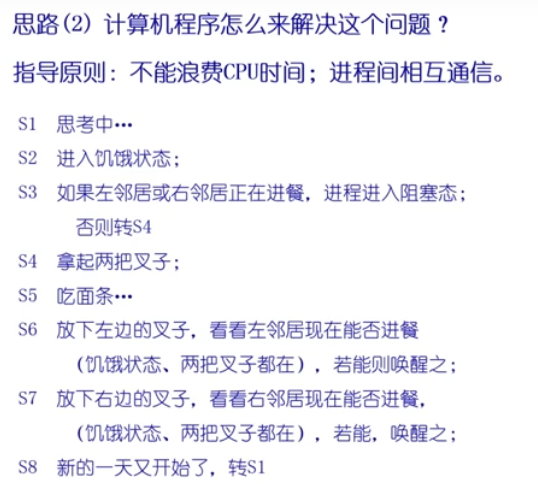 思路(2) 计算机程序怎么来解决这个问题？
指导原则：不能浪费CPU时间；进程间相互通信。
S1 思考中…
S2 进入饥饿状态；
S3 如果左邻居或右邻居正在进餐，进程进入阻塞态；
否则转S4
S4 拿起两把叉子；
S5 吃面条…
S6 放下左边的叉子，看看左邻居现在能否进餐
（饥饿状态、两把叉子都在），若能则唤醒之；
S7 放下右边的叉子，看看右邻居现在能否进餐，
（饥饿状态、两把叉子都在），若能，唤醒之；
S8 新的一天又开始了，转S1